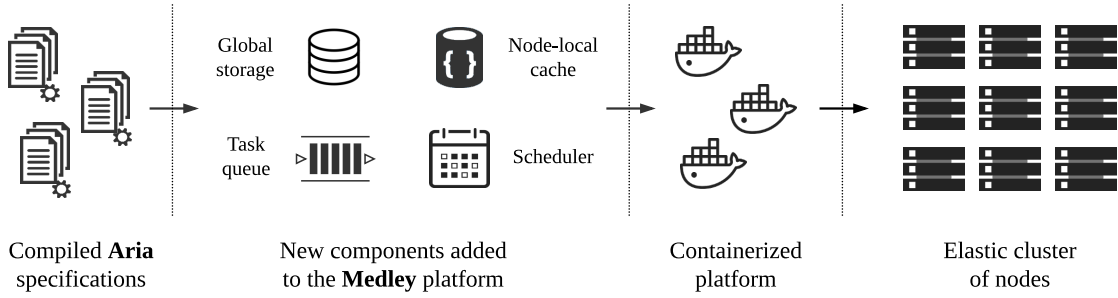 Global
storage
Node-local
cache
{ }
Task
queue
Scheduler
Compiled Aria
specifications
New components added
to the Medley platform
Containerized
platform
Elastic cluster
of nodes